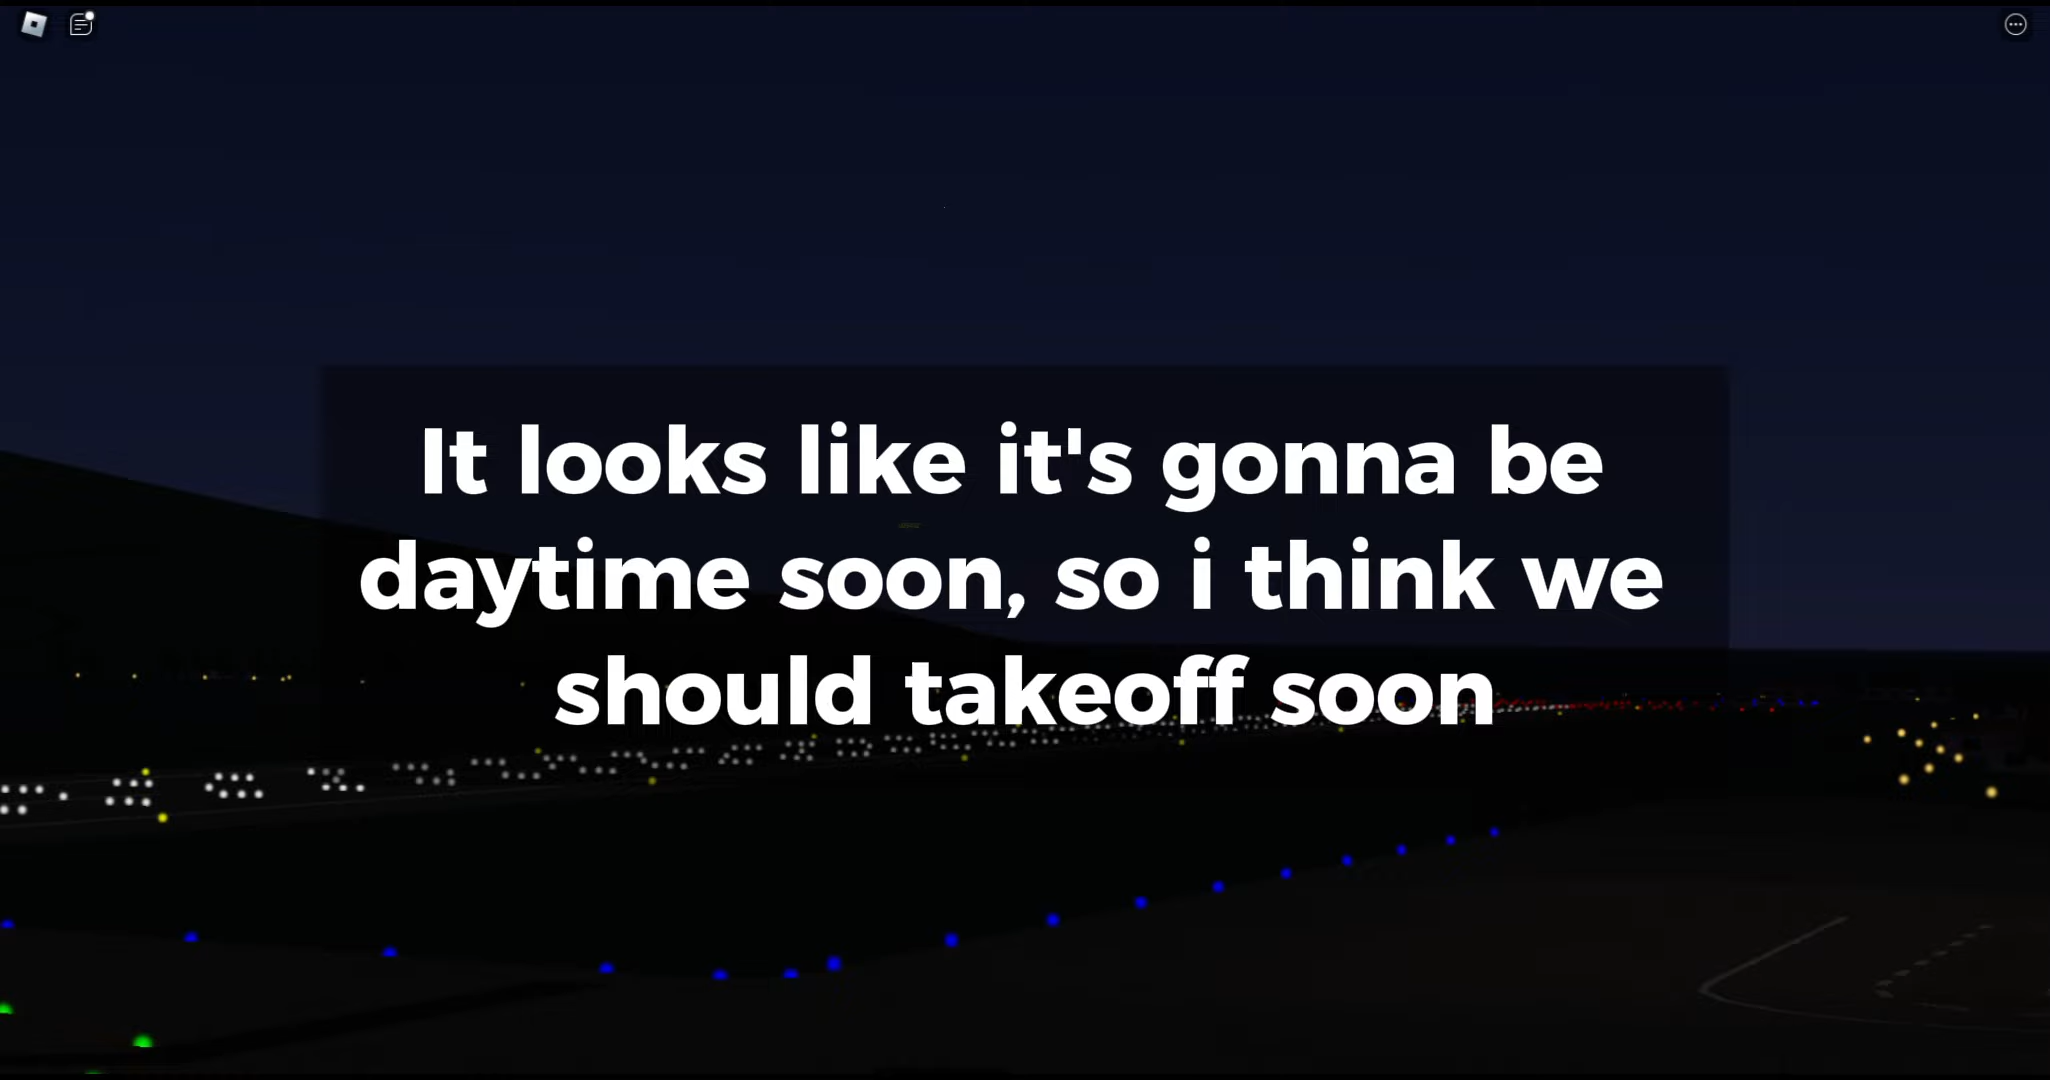 It looks like it's gonna be
daytime soon, so i think we
should takeoff soon